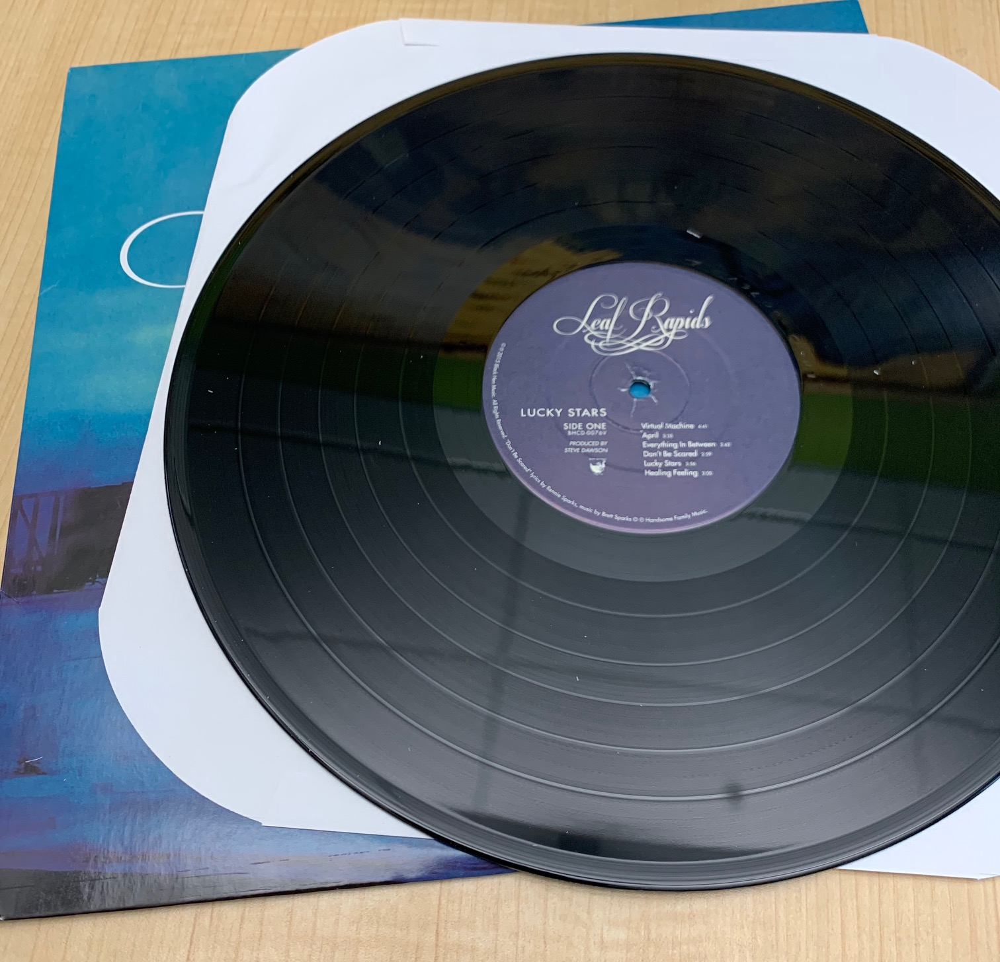 Leaf Rapids
LUCKY STARS
SIDE ONE
BHCD-0076V
PRODUCED BY
STEVE DAWSON
Virtual Machine 4:41
April 3:10
Everything In Between 3:43
Don't Be Scared 2:59
Lucky Stars 3:56
Healing Feeling 3:00
℗© 2015 Black Hen Music. All Rights Reserved. "Don't Be Scared" lyrics by Rennie Sparks, music by Brett Sparks © ℗ Handsome Family Music.